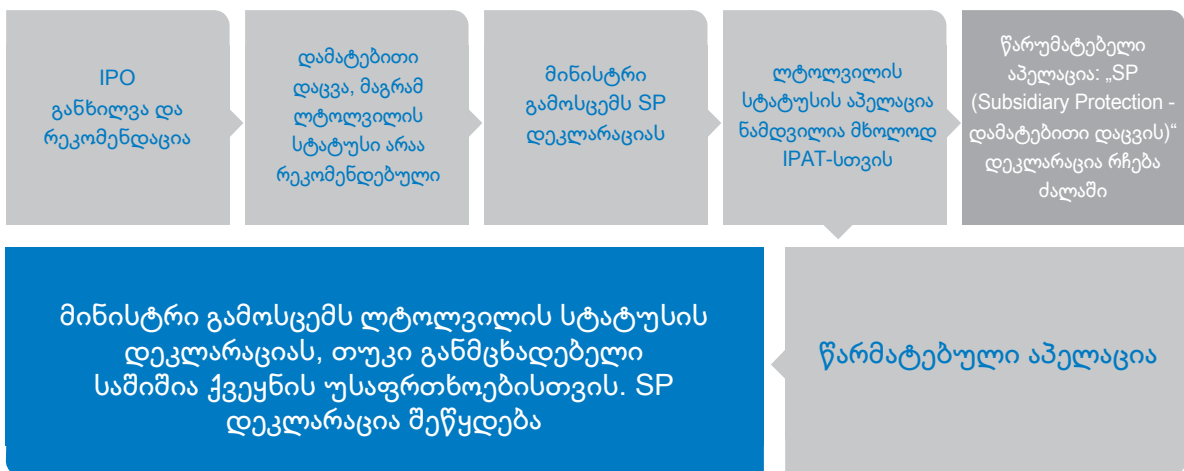 IPO
განხილვა და
რეკომენდაცია
დამატებითი
დაცვა, მაგრამ
ლტოლვილის
სტატუსი არაა
რეკომენდებული
მინისტრი
გამოსცემს SP
დეკლარაციას
ლტოლვილის
სტატუსის აპელაცია
ნამდვილია მხოლოდ
IPAT-სთვის
წარუმატებელი
აპელაცია: „SP
(Subsidiary Protection -
დამატებითი დაცვის)“
დეკლარაცია რჩება
ძალაში
წარმატებული აპელაცია
მინისტრი გამოსცემს ლტოლვილის სტატუსის
დეკლარაციას, თუკი განმცხადებელი
საშიშია ქვეყნის უსაფრთხოებისთვის. SP
დეკლარაცია შეწყდება